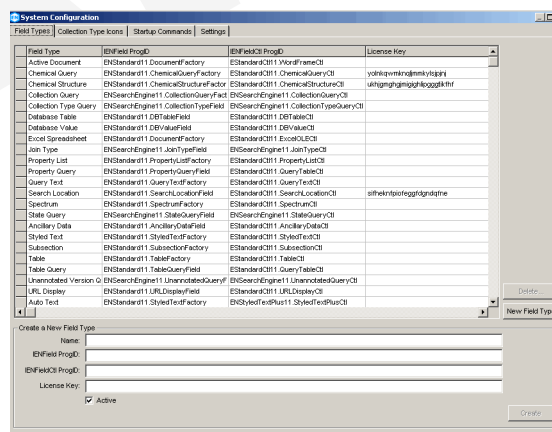 System Configuration
Field Types Collection Type Icons Startup Commands Settings
Field Type IENField ProgID IENFieldCtl ProgID License Key
Active Document ENStandard11.DocumentFactory EStandardCtl11.WordFrameCtl
Chemical Query ENStandard11.ChemicalQueryFactory EStandardCtl11.ChemicalQueryCtl
Chemical Structure ENStandard11.ChemicalStructureFactor EStandardCtl11.ChemicalStructureCtl
Collection Query ENSearchEngine11.CollectionQueryFact ENSearchEngine11.CollectionQueryCtl
Collection Type Query ENSearchEngine11.CollectionTypeField ENSearchEngine11.CollectionTypeQueryCtl
Database Table ENStandard11.DBTableField EStandardCtl11.DBTableCtl
Database Value ENStandard11.DBValueField EStandardCtl11.DBValueCtl
Excel Spreadsheet ENStandard11.DocumentFactory EStandardCtl11.ExcelOLECtl
Join Type ENSearchEngine11.JoinTypeField ENSearchEngine11.JoinTypeCtl
Property List ENStandard11.PropertyListFactory EStandardCtl11.PropertyListCtl
Property Query ENStandard11.PropertyQueryField EStandardCtl11.QueryTableCtl
Query Text ENStandard11.QueryTextFactory EStandardCtl11.QueryTextCtl
Search Location ENStandard11.SearchLocationField EStandardCtl11.SearchLocationCtl
Spectrum ENStandard11.SpectrumFactory EStandardCtl11.SpectrumCtl
State Query ENSearchEngine11.StateQueryField ENSearchEngine11.StateQueryCtl
Ancillary Data ENStandard11.AncillaryDataField EStandardCtl11.AncillaryDataCtl
Styled Text ENStandard11.StyledTextFactory EStandardCtl11.StyledTextCtl
Subsection ENStandard11.SubsectionFactory EStandardCtl11.SubsectionCtl
Table ENStandard11.TableFactory EStandardCtl11.TableCtl
Table Query ENStandard11.TableQueryField EStandardCtl11.QueryTableCtl
Unannotated Version Q ENSearchEngine11.UnannotatedQueryF ENSearchEngine11.UnannotatedQueryCtl
URL Display ENStandard11.URLDisplayField EStandardCtl11.URLDisplayCtl
Auto Text ENStandard11.StyledTextFactory ENStyledTextPlus11.StyledTextPlusCtl
Delete...
New Field Typ
Create a New Field Type
Name:
IENField ProgID:
IENFieldCtl ProgID:
License Key:
Active
Create